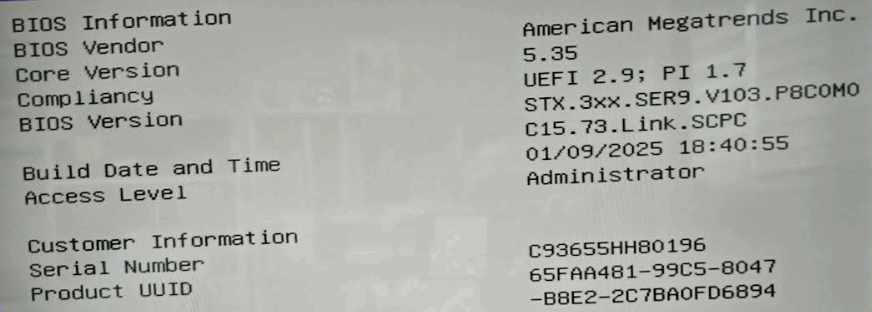 BIOS Information
BIOS Vendor American Megatrends Inc.
Core Version 5.35
Compliancy UEFI 2.9; PI 1.7
BIOS Version STX.3xx.SER9.V103.P8COMO
C15.73.Link.SCPC
Build Date and Time 01/09/2025 18:40:55
Access Level Administrator
Customer Information
Serial Number C93655HH80196
Product UUID 65FAA481-99C5-8047
-B8E2-2C7BA0FD6894